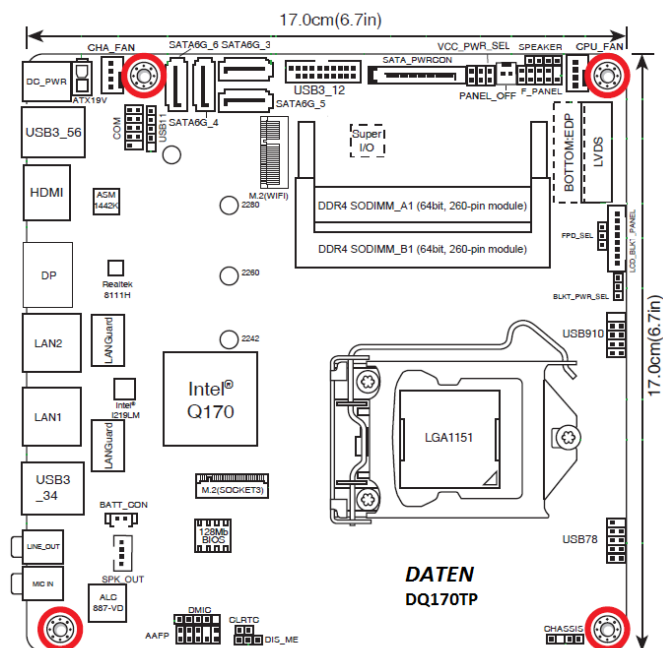 17.0cm(6.7in)
CHA_FAN
SATA6G_6
SATA6G_3
VCC_PWR_SEL
SPEAKER
CPU_FAN
SATA_PWRCON
DC_PWR
ATX19V
USB3_12
PANEL_OFF
F_PANEL
SATA6G_5
SATA6G_4
COM
USB11
USB3_56
Super
I/O
BOTTOM:EDP
LVDS
M.2(WIFI)
HDMI
ASM
1442K
2280
DDR4 SODIMM_A1 (64bit, 260-pin module)
DDR4 SODIMM_B1 (64bit, 260-pin module)
FPD_SEL
LCD_BLKT_PANEL
17.0cm(6.7in)
DP
Realtek
8111H
2260
BLKT_PWR_SEL
LAN2
LANGuard
2242
USB910
Intel®
Q170
Intel®
I219LM
LAN1
LANGuard
LGA1151
USB3
_34
M.2(SOCKET3)
BATT_CON
128Mb
BIOS
USB78
LINE_OUT
SPK_OUT
MIC IN
ALC
887-VD
DATEN
DQ170TP
DMIC
AAFP
CLRTC
DIS_ME
CHASSIS